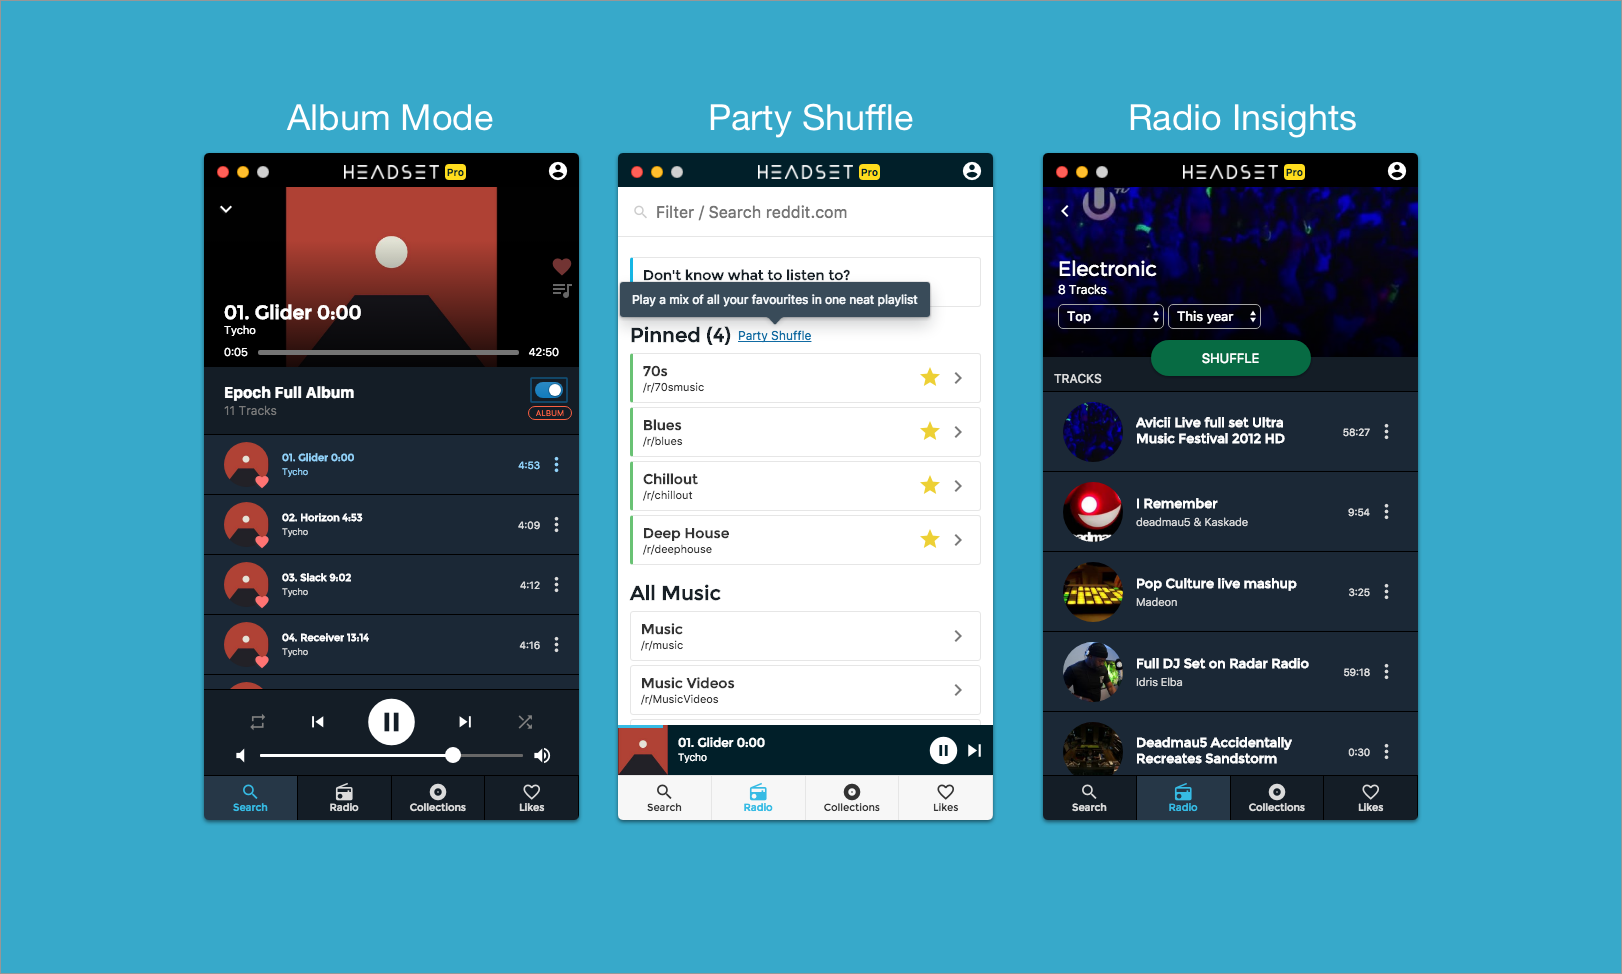 Album Mode
HEADSET Pro
01. Glider 0:00
Tycho
0:05 42:50
Epoch Full Album
11 Tracks
ALBUM
01. Glider 0:00
Tycho
4:53
02. Horizon 4:53
Tycho
4:09
03. Slack 9:02
Tycho
4:12
04. Receiver 13:14
Tycho
4:16
Search Radio Collections Likes
Party Shuffle
HEADSET Pro
Filter / Search reddit.com
Don't know what to listen to?
Play a mix of all your favourites in one neat playlist
Pinned (4) Party Shuffle
70s
/r/70smusic
Blues
/r/blues
Chillout
/r/chillout
Deep House
/r/deephouse
All Music
Music
/r/music
Music Videos
/r/MusicVideos
01. Glider 0:00
Tycho
Search Radio Collections Likes
Radio Insights
HEADSET Pro
Electronic
8 Tracks
Top This year
SHUFFLE
TRACKS
Avicii Live full set Ultra
Music Festival 2012 HD
58:27
I Remember
deadmau5 & Kaskade
9:54
Pop Culture live mashup
Madeon
3:25
Full DJ Set on Radar Radio
Idris Elba
59:18
Deadmau5 Accidentally
Recreates Sandstorm
0:30
Search Radio Collections Likes